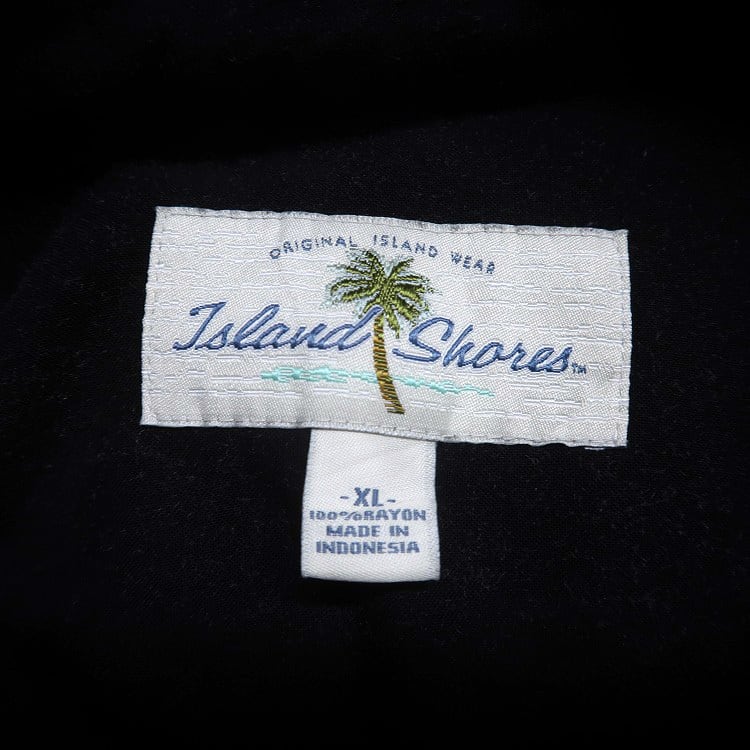 ORIGINAL ISLAND WEAR
Island Shores™
-XL-
100%RAYON
MADE IN
INDONESIA